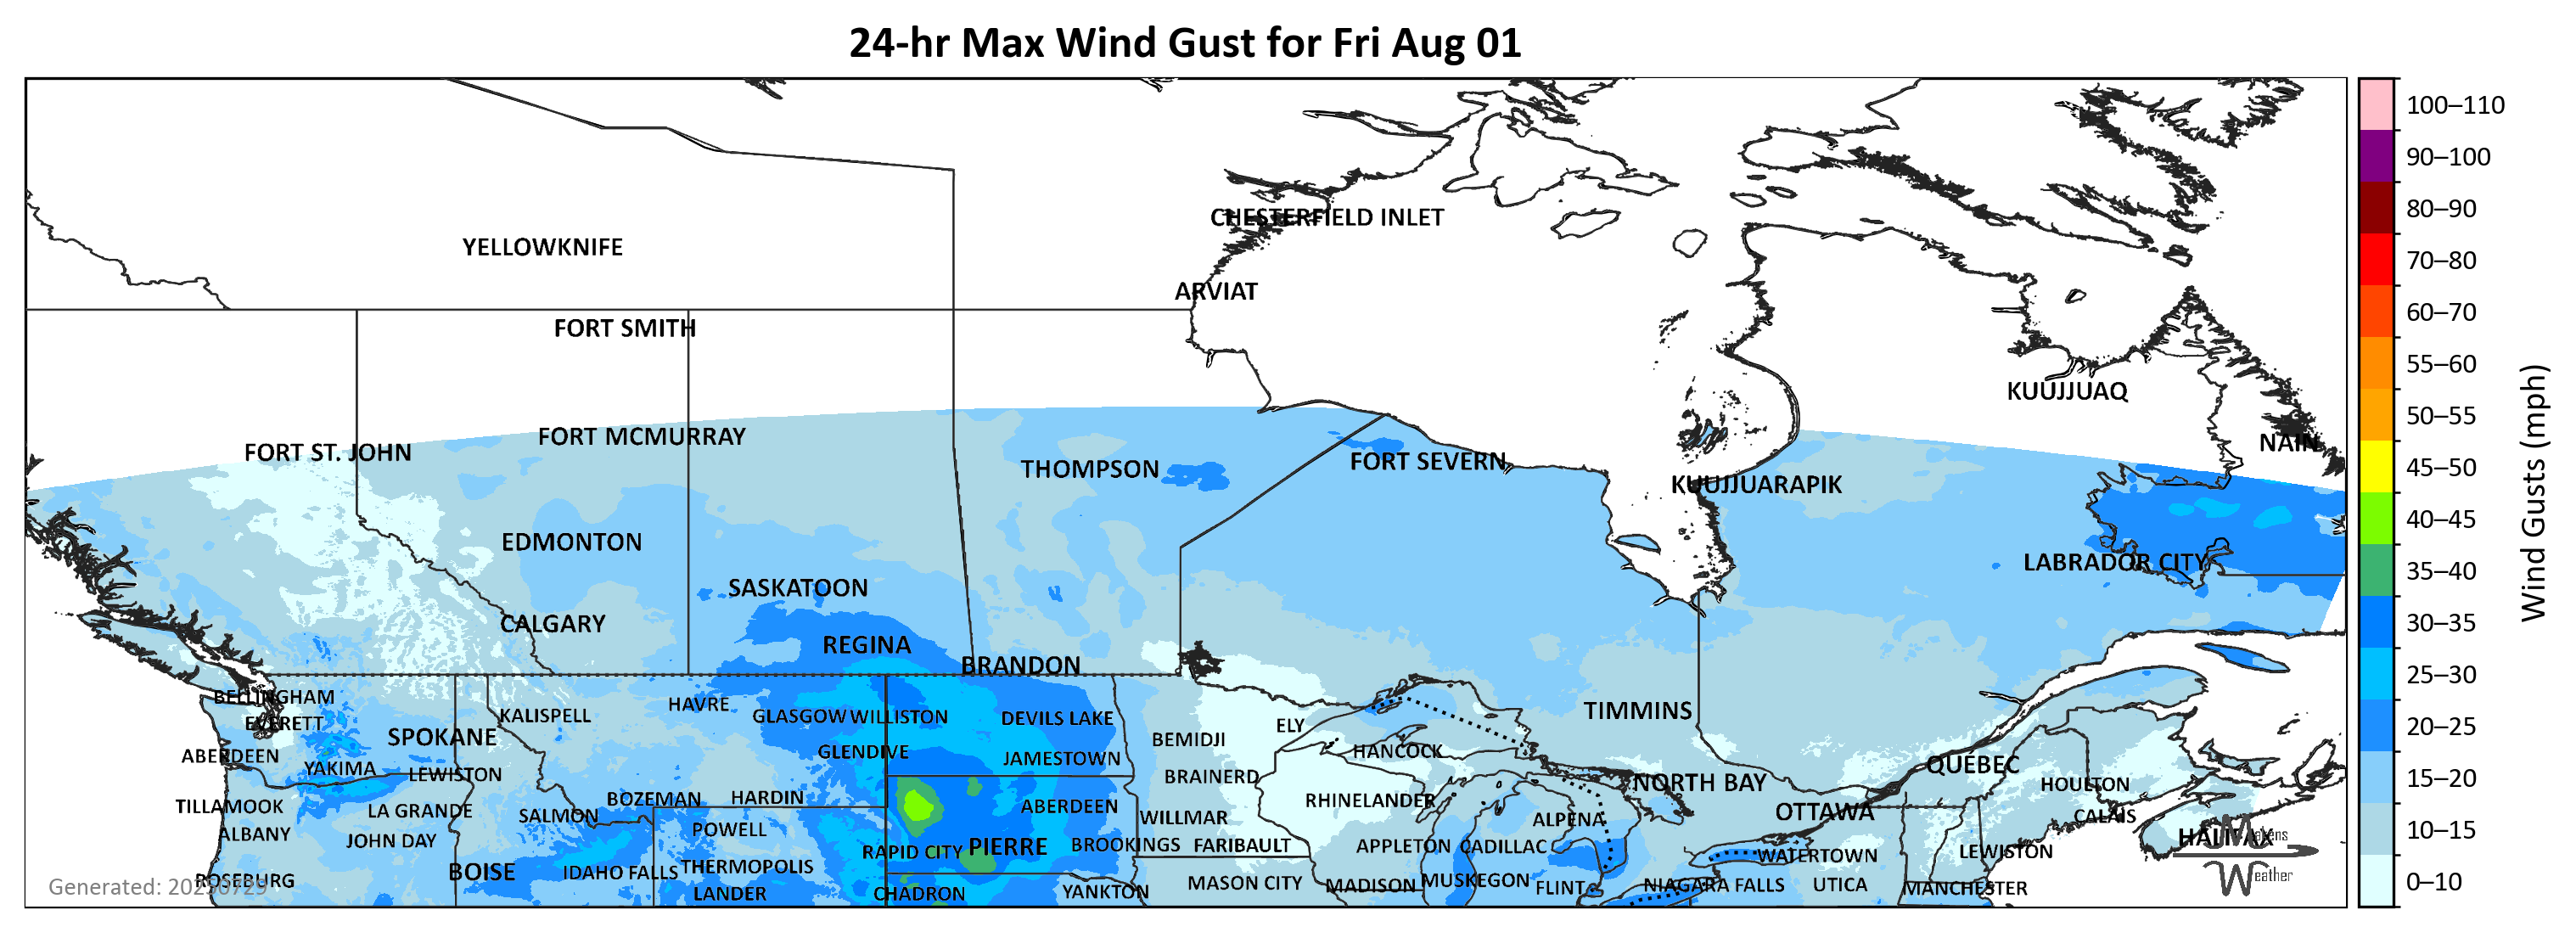 24-hr Max Wind Gust for Fri Aug 01
100–110
90–100
80–90
70–80
60–70
55–60
50–55
45–50
40–45
35–40
30–35
25–30
20–25
15–20
10–15
0–10
Wind Gusts (mph)
CHESTERFIELD INLET
YELLOWKNIFE
ARVIAT
FORT SMITH
KUUJJUAQ
FORT MCMURRAY
NAIN
FORT ST. JOHN
FORT SEVERN
THOMPSON
KUUJJUARAPIK
EDMONTON
LABRADOR CITY
SASKATOON
CALGARY
REGINA
BRANDON
BELLINGHAM
HAVRE
TIMMINS
KALISPELL
GLASGOW
WILLISTON
DEVILS LAKE
EVERETT
ELY
SPOKANE
BEMIDJI
ABERDEEN
GLENDIVE
JAMESTOWN
HANCOCK
QUÉBEC
YAKIMA
LEWISTON
BRAINERD
NORTH BAY
HOULTON
BOZEMAN
HARDIN
RHINELANDER
TILLAMOOK
LA GRANDE
ABERDEEN
SALMON
WILLMAR
ALPENA
OTTAWA
CALAIS
ALBANY
JOHN DAY
POWELL
HALIFAX
Makens
RAPID CITY
PIERRE
BROOKINGS
FARIBAULT
APPLETON
CADILLAC
WATERTOWN
LEWISTON
BOISE
IDAHO FALLS
THERMOPOLIS
Weather
ROSEBURG
MASON CITY
MADISON
MUSKEGON
FLINT
NIAGARA FALLS
UTICA
MANCHESTER
LANDER
CHADRON
YANKTON
Generated: 20250729